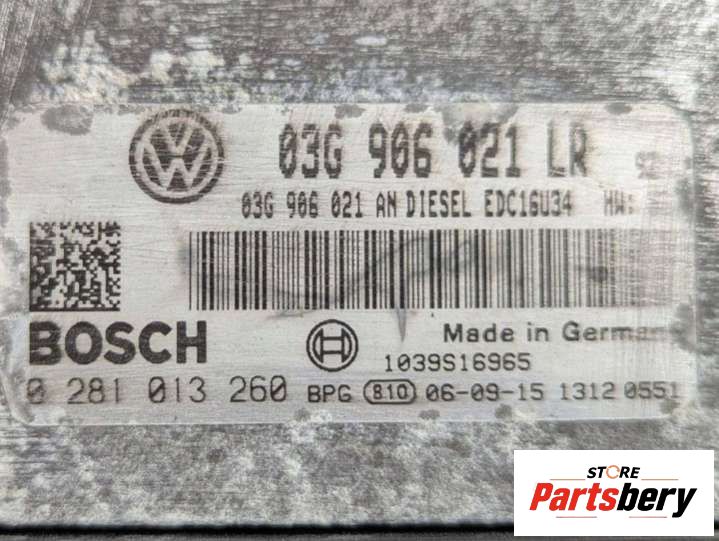 03G 906 021 LR
03G 906 021 AN DIESEL EDC16U34 HW:
BOSCH
Made in German
1039S16965
0 281 013 260 BPG 810 06-09-15 1312 0551
STORE
Partsbery